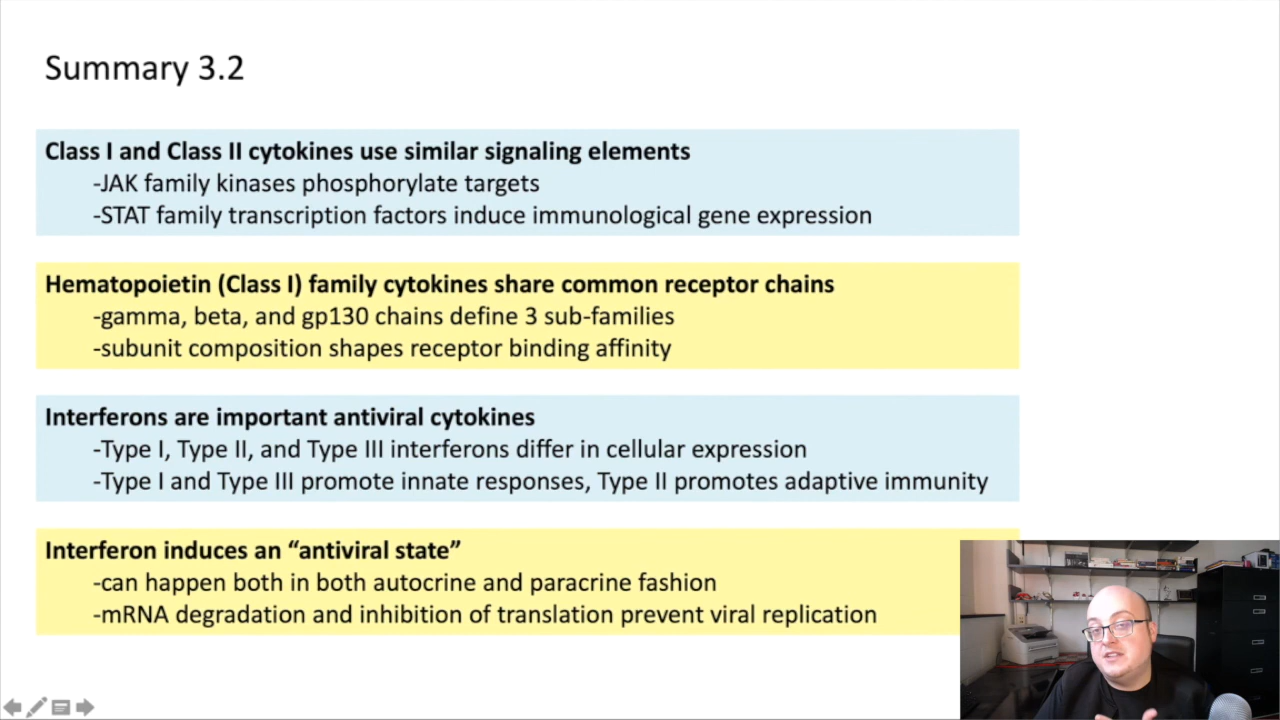 Summary 3.2
Class I and Class II cytokines use similar signaling elements
-JAK family kinases phosphorylate targets
-STAT family transcription factors induce immunological gene expression
Hematopoietin (Class I) family cytokines share common receptor chains
-gamma, beta, and gp130 chains define 3 sub-families
-subunit composition shapes receptor binding affinity
Interferons are important antiviral cytokines
-Type I, Type II, and Type III interferons differ in cellular expression
-Type I and Type III promote innate responses, Type II promotes adaptive immunity
Interferon induces an “antiviral state”
-can happen both in both autocrine and paracrine fashion
-mRNA degradation and inhibition of translation prevent viral replication